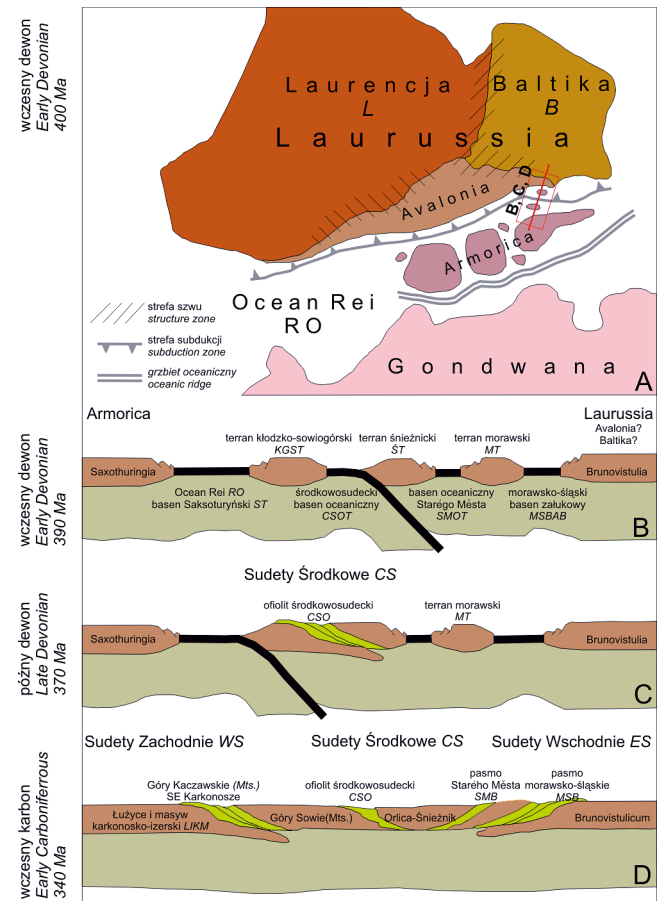 wczesny dewon
Early Devonian
400 Ma
Laurencja
L
Baltika
B
Laurussia
Avalonia
B, C, D
Armorica
Ocean Rei
RO
strefa szwu
structure zone
strefa subdukcji
subduction zone
grzbiet oceaniczny
oceanic ridge
Gondwana
A
wczesny dewon
Early Devonian
390 Ma
Armorica
Laurussia
Avalonia?
Baltika?
terran kłodzko-sowiogórski
KGST
terran śnieżnicki
ŚT
terran morawski
MT
Saxothuringia
Brunovistulia
Ocean Rei RO
basen Saksoturyński ST
środkowosudecki
basen oceaniczny
CSOT
basen oceaniczny
Starégo Mèsta
SMOT
morawsko-śląski
basen załukowy
MSBAB
B
Sudety Środkowe CS
późny dewon
Late Devonian
370 Ma
ofiolit środkowosudecki
CSO
terran morawski
MT
Saxothuringia
Brunovistulia
C
Sudety Zachodnie WS
Sudety Środkowe CS
Sudety Wschodnie ES
wczesny karbon
Early Carboniferrous
340 Ma
Góry Kaczawskie (Mts.)
SE Karkonosze
ofiolit środkowosudecki
CSO
pasmo
Starého Mĕsta
SMB
pasmo
morawsko-śląskie
MSB
Łużyce i masyw
karkonosko-izerski LIKM
Góry Sowie(Mts.)
Orlica-Śnieżnik
Brunovistulicum
D